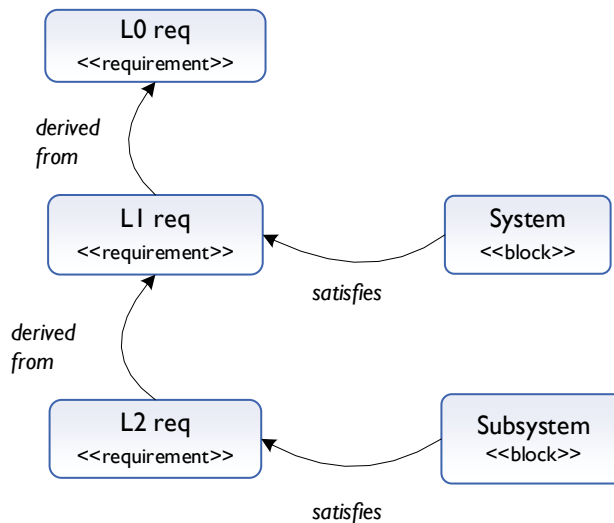 L0 req
<<requirement>>
derived
from
L1 req
<<requirement>>
System
<<block>>
satisfies
derived
from
L2 req
<<requirement>>
Subsystem
<<block>>
satisfies